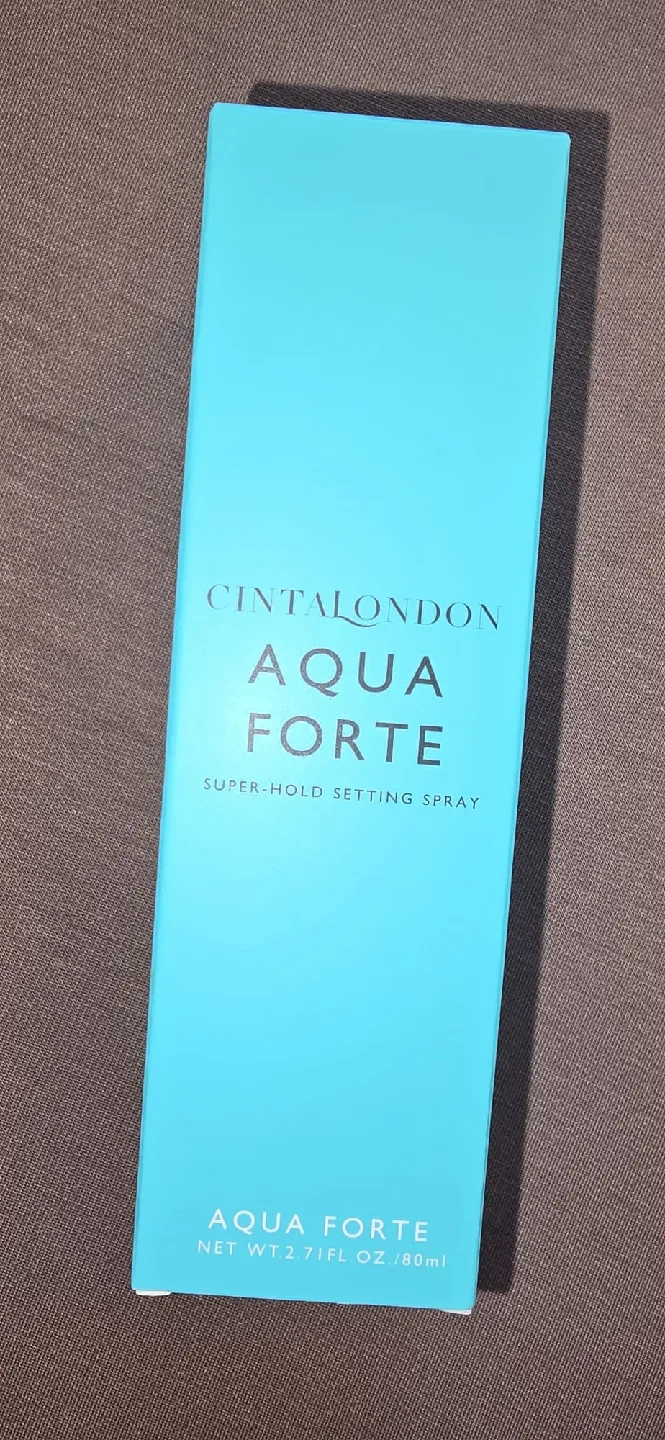 CINTALONDON
AQUA
FORTE
SUPER-HOLD SETTING SPRAY
AQUA FORTE
NET WT.2.71FL.OZ./80ml